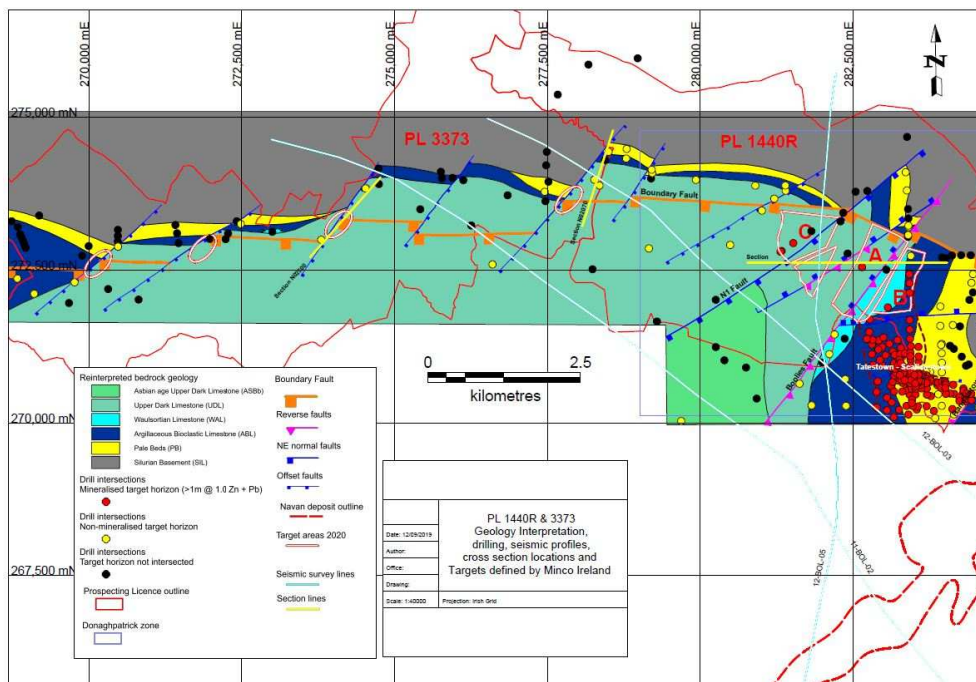 270,000 mE
272,500 mE
275,000 mE
277,500 mE
280,000 mE
282,500 mE
N
275,000 mN
PL 3373
PL 1440R
Boundary Fault
C
Section
A
272,500 mN
N1 Fault
B
Boolies Fault
Tatestown - Scallanstown
0
2.5
kilometres
270,000 mN
12-BOL-03
11-BOL-02
12-BOL-05
267,500 mN
Reinterpreted bedrock geology
Asbian age Upper Dark Limestone (ASBb)
Upper Dark Limestone (UDL)
Waulsortian Limestone (WAL)
Argillaceous Bioclastic Limestone (ABL)
Pale Beds (PB)
Silurian Basement (SIL)
Drill intersections
Mineralised target horizon (>1m @ 1.0 Zn + Pb)
Drill intersections
Non-mineralised target horizon
Drill intersections
Target horizon not intersected
Prospecting Licence outline
Donaghpatrick zone
Boundary Fault
Reverse faults
NE normal faults
Offset faults
Navan deposit outline
Target areas 2020
Seismic survey lines
Section lines
PL 1440R & 3373
Geology Interpretation,
drilling, seismic profiles,
cross section locations and
Targets defined by Minco Ireland
Date: 12/09/2019
Author:
Office:
Drawing:
Scale: 1:40000
Projection: Irish Grid